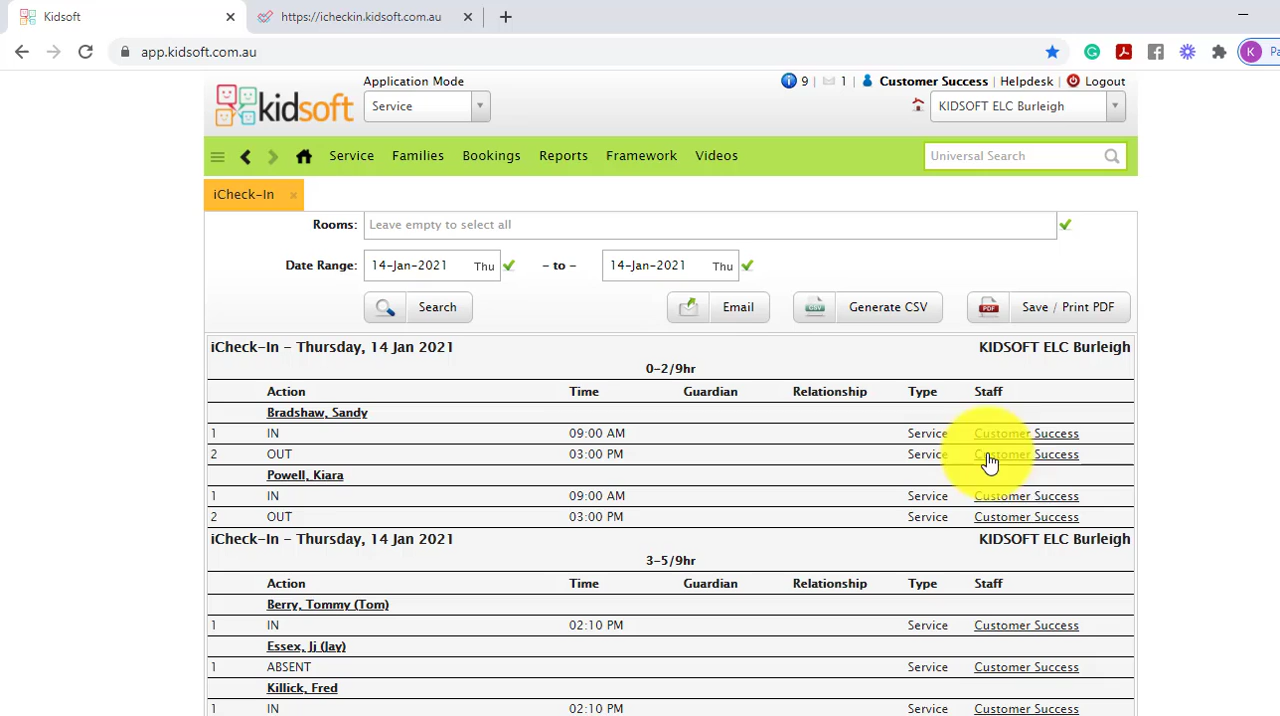 Kidsoft
https://icheckin.kidsoft.com.au
app.kidsoft.com.au
K
Pa
kidsoft
Application Mode
Service
9 | 1 | Customer Success | Helpdesk | Logout
KIDSOFT ELC Burleigh
Service Families Bookings Reports Framework Videos
Universal Search
iCheck-In ×
Rooms: Leave empty to select all
Date Range: 14-Jan-2021 Thu - to - 14-Jan-2021 Thu
Search Email Generate CSV Save / Print PDF
iCheck-In - Thursday, 14 Jan 2021 KIDSOFT ELC Burleigh
0-2/9hr
Action Time Guardian Relationship Type Staff
Bradshaw, Sandy
1 IN 09:00 AM Service Customer Success
2 OUT 03:00 PM Service Customer Success
Powell, Kiara
1 IN 09:00 AM Service Customer Success
2 OUT 03:00 PM Service Customer Success
iCheck-In - Thursday, 14 Jan 2021 KIDSOFT ELC Burleigh
3-5/9hr
Action Time Guardian Relationship Type Staff
Berry, Tommy (Tom)
1 IN 02:10 PM Service Customer Success
Essex, Jj (Jay)
1 ABSENT Service Customer Success
Killick, Fred
1 IN 02:10 PM Service Customer Success